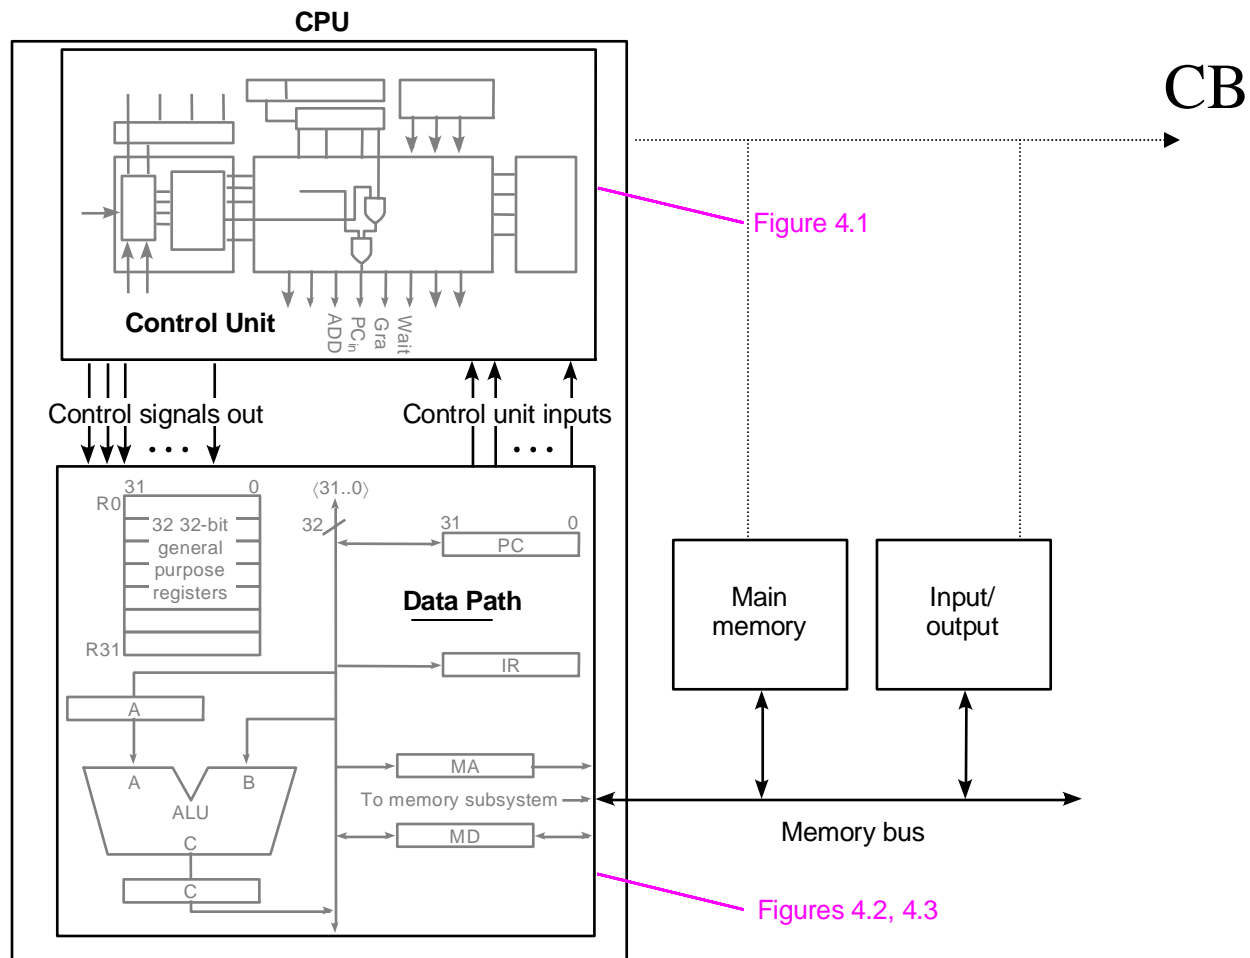 CPU
CB
Figure 4.1
Control Unit
ADD
PCin
Gra
Wait
Control signals out
Control unit inputs
. . .
. . .
31
0
R0
32 32-bit
general
purpose
registers
R31
⟨31..0⟩
32
31
0
PC
Data Path
IR
A
A
B
ALU
C
C
MA
To memory subsystem
MD
Main
memory
Input/
output
Memory bus
Figures 4.2, 4.3